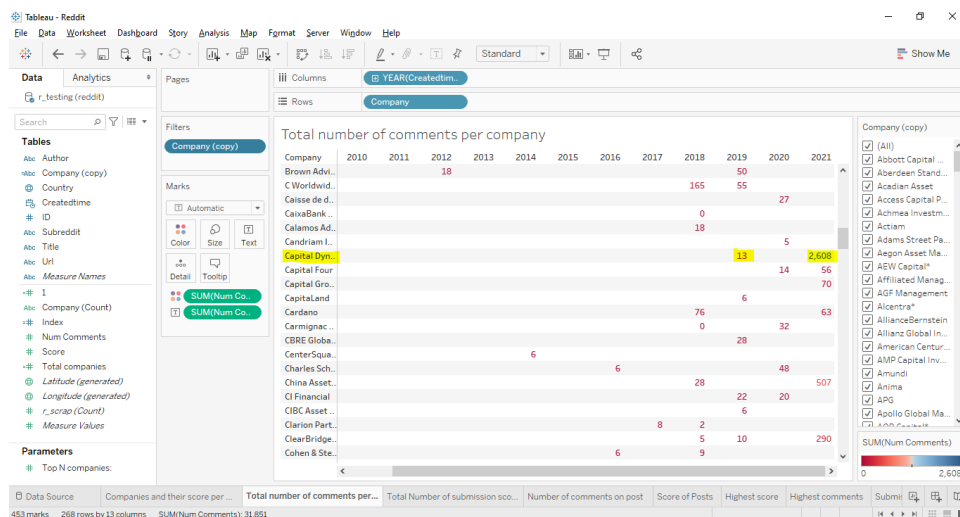 Tableau - Reddit
File Data Worksheet Dashboard Story Analysis Map Format Server Window Help
Standard
Show Me
Data Analytics
r_testing (reddit)
Search
Tables
Abc Author
Abc Company (copy)
Country
Createdtime
# ID
Abc Subreddit
Abc Title
Abc Url
Abc Measure Names
# 1
Abc Company (Count)
# Index
# Num Comments
# Score
# Total companies
Latitude (generated)
Longitude (generated)
# r_scrap (Count)
# Measure Values
Parameters
# Top N companies:
Pages
Filters
Company (copy)
Marks
Automatic
Color Size Text
Detail Tooltip
SUM(Num Co..
SUM(Num Co..
Columns YEAR(Createdtim..
Rows Company
Total number of comments per company
Company 2010 2011 2012 2013 2014 2015 2016 2017 2018 2019 2020 2021
Brown Advi.. 18 50
C Worldwid.. 165 55
Caisse de d.. 27
CaixaBank .. 0
Calamos Ad.. 18
Candriam I.. 5
Capital Dyn.. 13 2,608
Capital Four 14 56
Capital Gro.. 70
CapitaLand 6
Cardano 76 63
Carmignac .. 0 32
CBRE Globa.. 28
CenterSqua.. 6
Charles Sch.. 6 48
China Asset.. 28 507
CI Financial 22 20
CIBC Asset .. 6
Clarion Part.. 8 2
ClearBridge.. 5 10 290
Cohen & Ste.. 6 9
Company (copy)
(All)
Abbott Capital ...
Aberdeen Stand...
Acadian Asset
Access Capital P...
Achmea Investm...
Actiam
Adams Street Pa...
Aegon Asset Ma...
AEW Capital*
Affiliated Manag...
AGF Management
Alcentra*
AllianceBernstein
Allianz Global In...
American Centur...
AMP Capital Inv...
Amundi
Anima
APG
Apollo Global Ma...
AQR Capital*
SUM(Num Comments)
0 2,608
Data Source Companies and their score per ... Total number of comments per... Total Number of submission sco... Number of comments on post Score of Posts Highest score Highest comments Submi
453 marks 268 rows by 13 columns SUM(Num Comments): 31,851